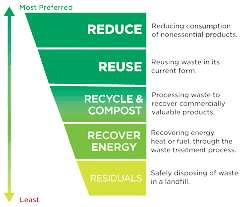 Most Preferred
REDUCE
Reducing consumption
of nonessential products.
REUSE
Reusing waste in its
current form.
RECYCLE &
COMPOST
Processing waste to
recover commercially
valuable products.
RECOVER
ENERGY
Recovering energy,
heat or fuel, through the
waste treatment process.
RESIDUALS
Safely disposing of waste
in a landfill.
Least